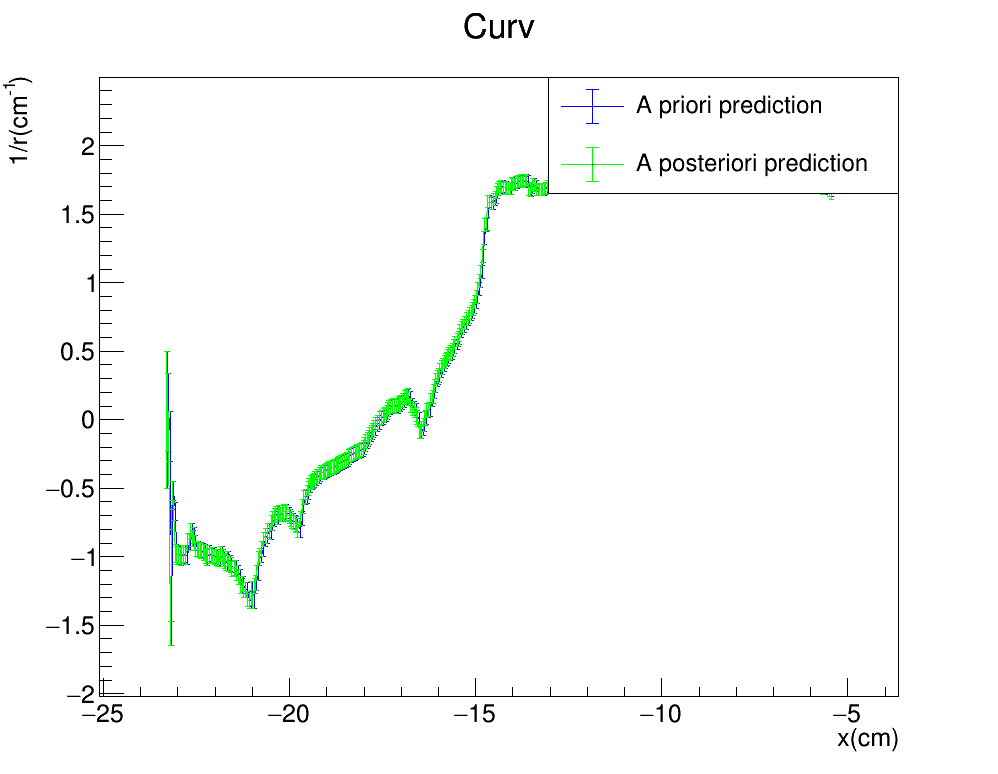 Curv
1/r(cm⁻¹)
A priori prediction
A posteriori prediction
2
1.5
1
0.5
0
−0.5
−1
−1.5
−2
−25 −20 −15 −10 −5
x(cm)